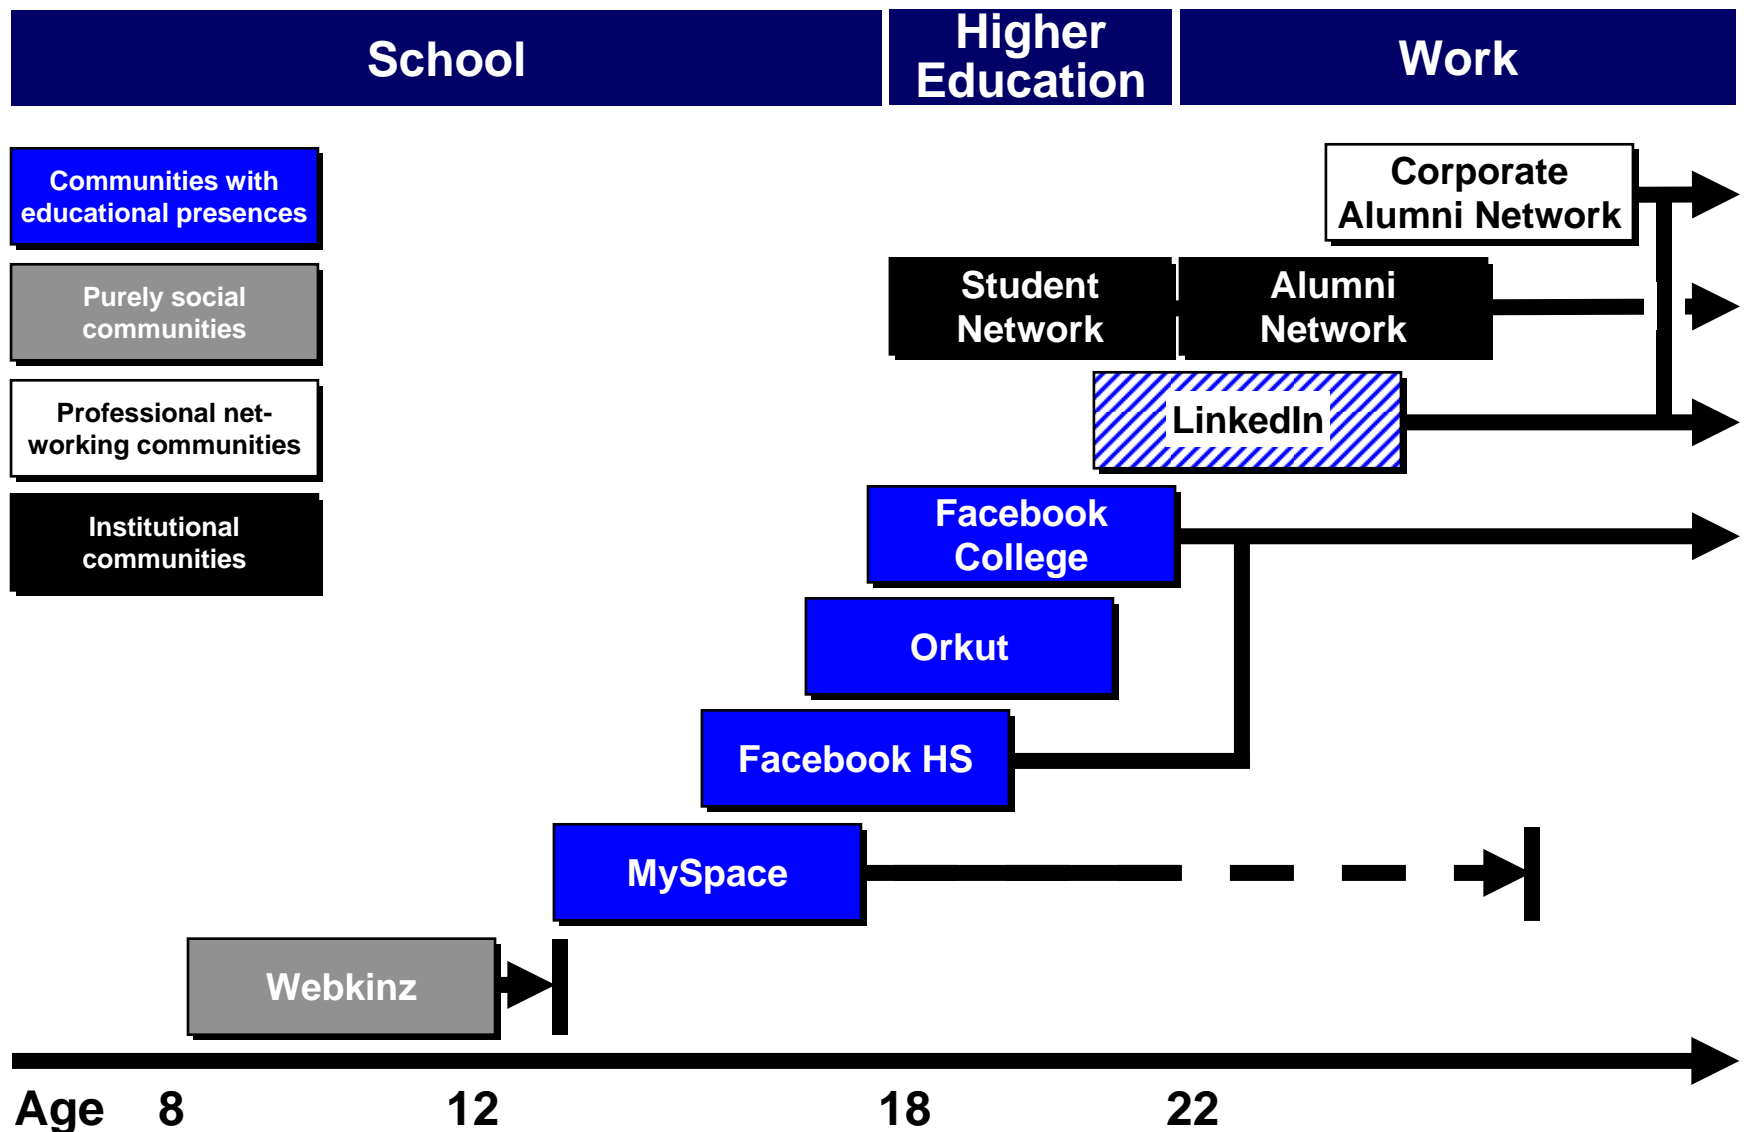 School
Higher
Education
Work
Communities with
educational presences
Purely social
communities
Professional net-
working communities
Institutional
communities
Corporate
Alumni Network
Student
Network
Alumni
Network
LinkedIn
Facebook
College
Orkut
Facebook HS
MySpace
Webkinz
Age 8 12 18 22